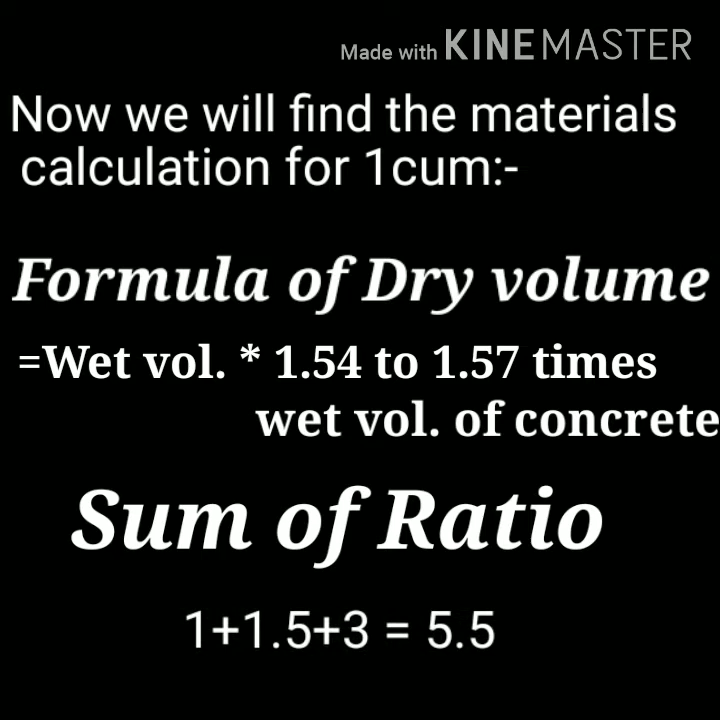 Made with KINEMASTER
Now we will find the materials
calculation for 1cum:-
Formula of Dry volume
=Wet vol. * 1.54 to 1.57 times
wet vol. of concrete
Sum of Ratio
1+1.5+3 = 5.5